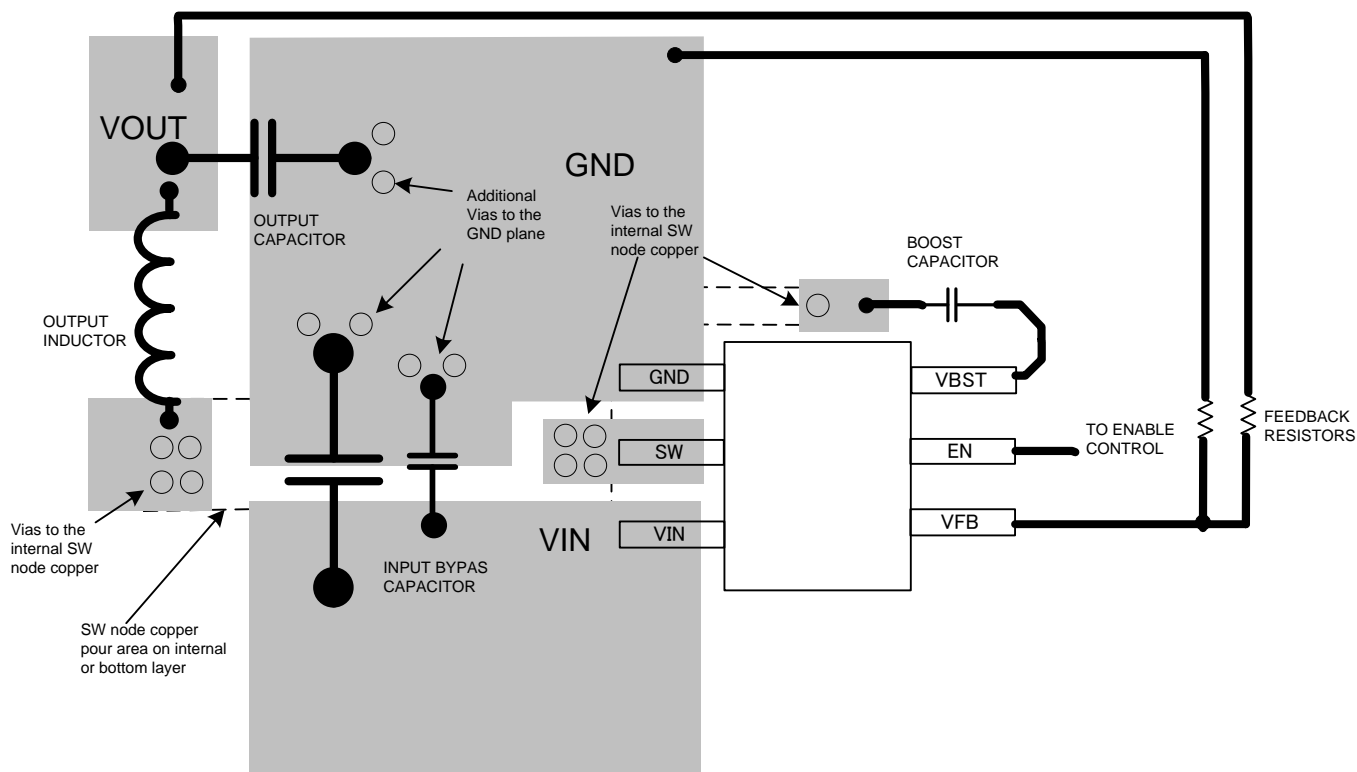 VOUT
GND
OUTPUT
CAPACITOR
Additional
Vias to the
GND plane
Vias to the
internal SW
node copper
BOOST
CAPACITOR
OUTPUT
INDUCTOR
GND
VBST
SW
EN
TO ENABLE
CONTROL
FEEDBACK
RESISTORS
VIN
VIN
VFB
Vias to the
internal SW
node copper
INPUT BYPAS
CAPACITOR
SW node copper
pour area on internal
or bottom layer